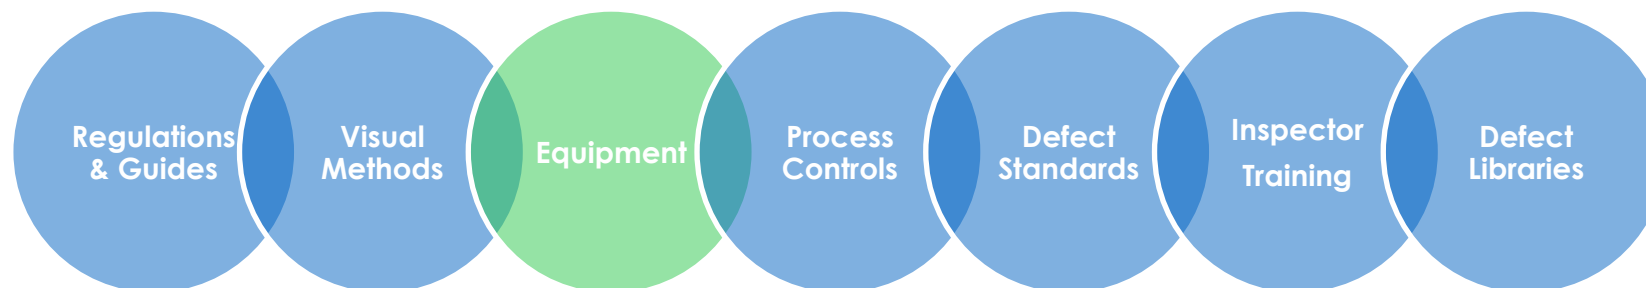 Regulations
& Guides
Visual
Methods
Equipment
Process
Controls
Defect
Standards
Inspector
Training
Defect
Libraries